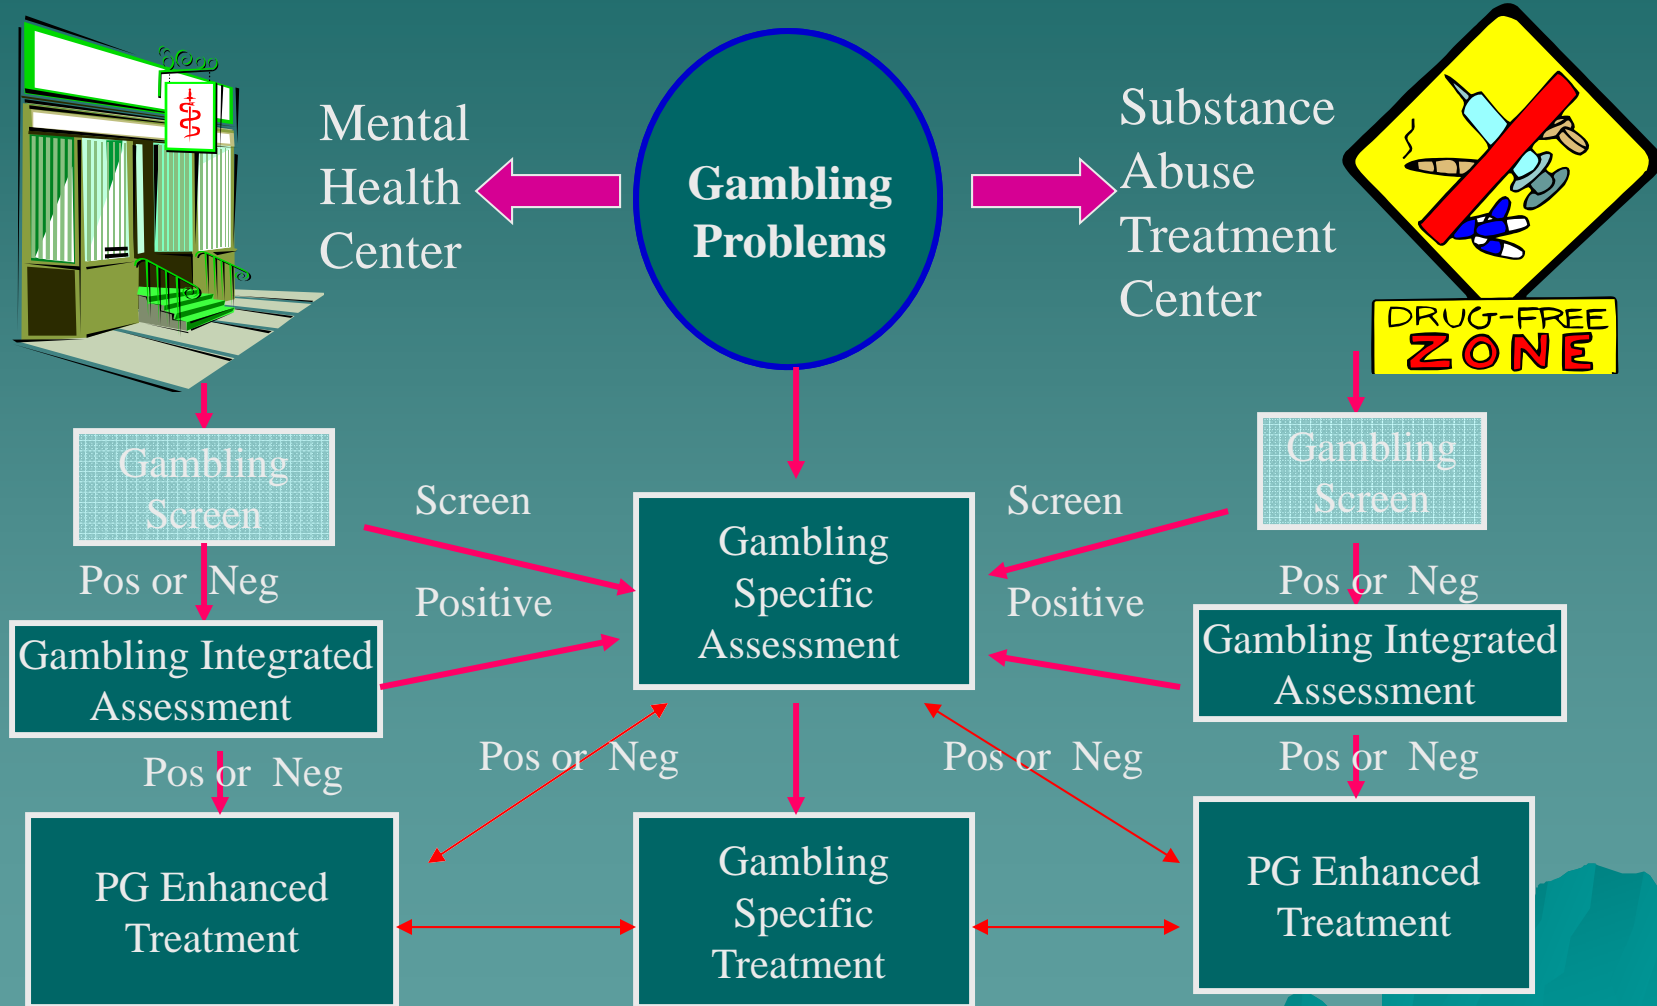 Mental
Health
Center
Gambling
Problems
Substance
Abuse
Treatment
Center
DRUG-FREE
ZONE
Gambling
Screen
Screen
Positive
Gambling
Specific
Assessment
Screen
Positive
Gambling
Screen
Pos or Neg
Pos or Neg
Gambling Integrated
Assessment
Gambling Integrated
Assessment
Pos or Neg
Pos or Neg
Pos or Neg
Pos or Neg
PG Enhanced
Treatment
Gambling
Specific
Treatment
PG Enhanced
Treatment